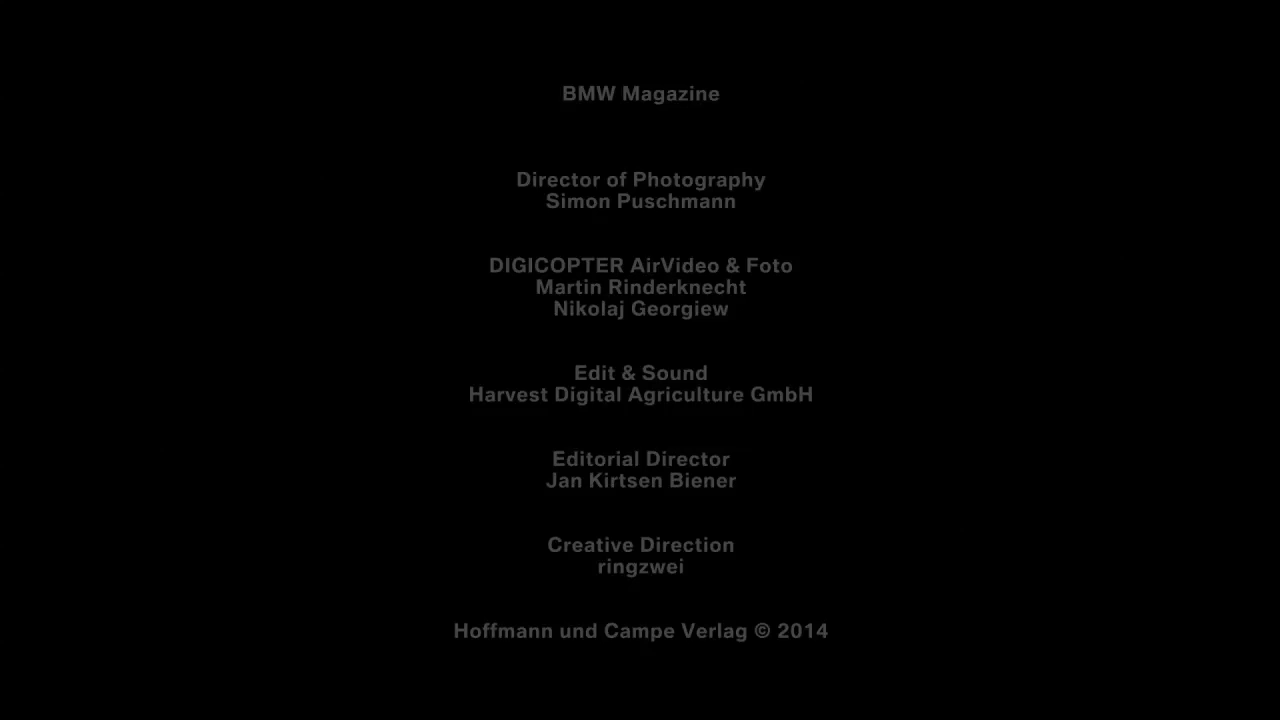 BMW Magazine
Director of Photography
Simon Puschmann
DIGICOPTER AirVideo & Foto
Martin Rinderknecht
Nikolaj Georgiew
Edit & Sound
Harvest Digital Agriculture GmbH
Editorial Director
Jan Kirtsen Biener
Creative Direction
ringzwei
Hoffmann und Campe Verlag © 2014